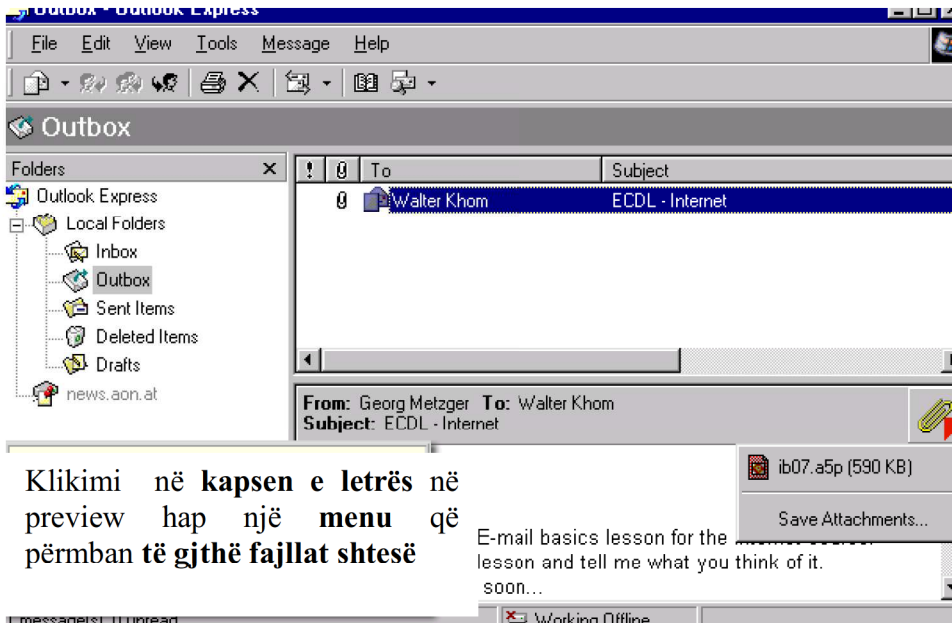 Outbox - Outlook Express
File Edit View Tools Message Help
Outbox
Folders
! To Subject
Outlook Express
Local Folders
Inbox
Outbox
Sent Items
Deleted Items
Drafts
news.aon.at
Walter Khom ECDL - Internet
From: Georg Metzger To: Walter Khom
Subject: ECDL - Internet
ib07.a5p (590 KB)
Save Attachments...
Klikimi në kapsen e letrës në
preview hap një menu që
përmban të gjthë fajllat shtesë
E-mail basics lesson for the
lesson and tell me what you think of it.
soon...
1 message(s), 0 unread
Working Offline